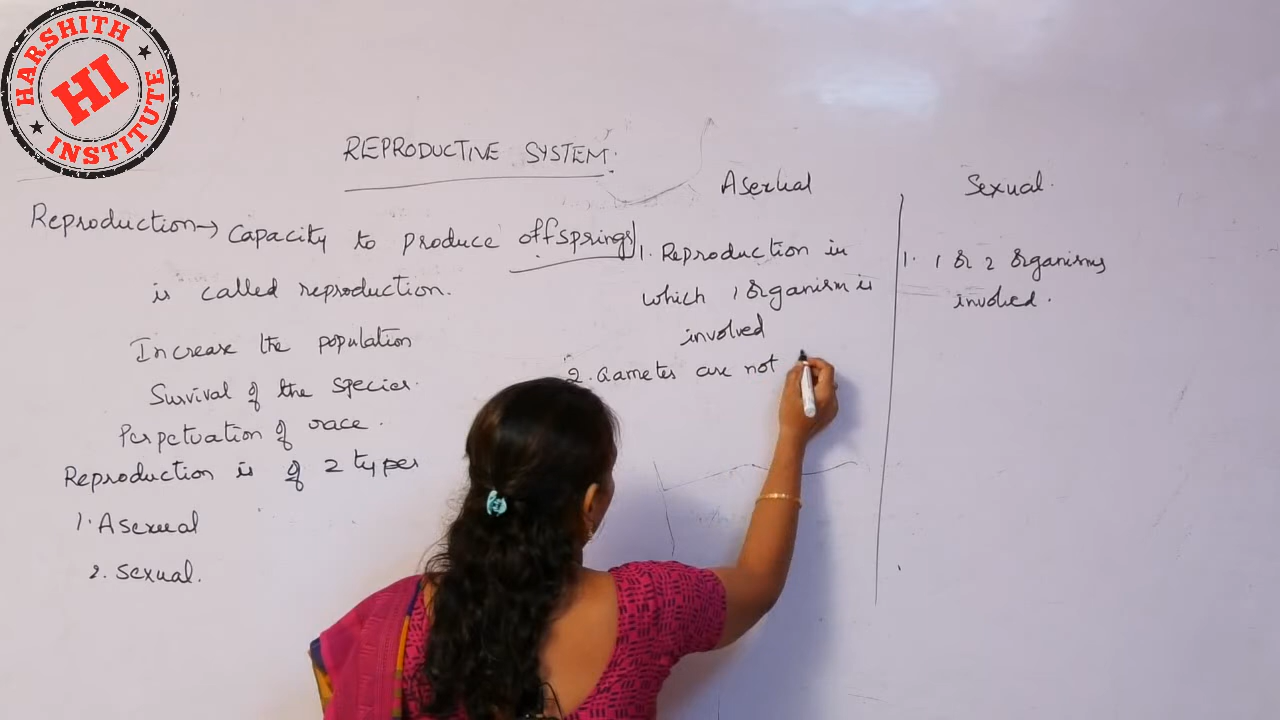 HARSHITH
HI
INSTITUTE
REPRODUCTIVE SYSTEM.
Reproduction → Capacity to produce offsprings
is called reproduction.
Increase the population
Survival of the species.
Perpetuation of race.
Reproduction is of 2 types
1. Asexual
2. Sexual.
Asexual
1. Reproduction in
which 1 organism is
involved
2. Gametes are not
Sexual.
1. 1 or 2 organisms
involved.